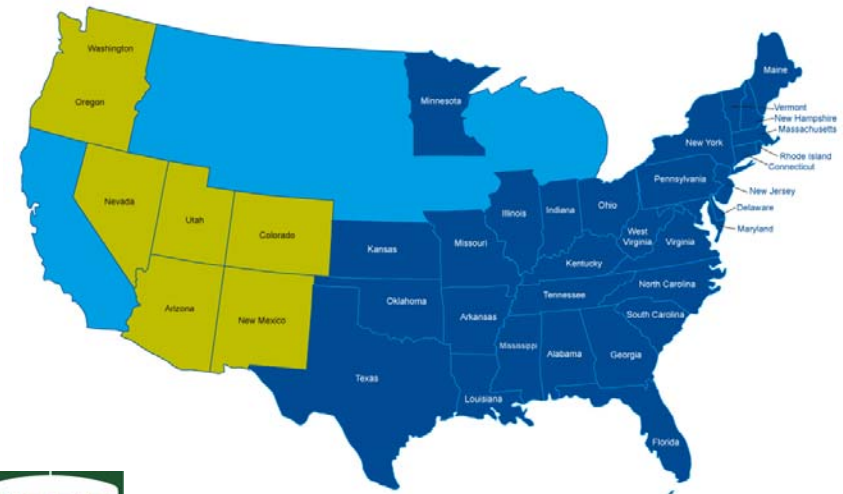 Washington
Oregon
Nevada
Utah
Colorado
Arizona
New Mexico
Minnesota
Kansas
Oklahoma
Texas
Missouri
Arkansas
Louisiana
Illinois
Indiana
Ohio
Kentucky
Tennessee
Mississippi
Alabama
Georgia
Florida
West
Virginia
Virginia
North Carolina
South Carolina
Pennsylvania
New York
Maine
Vermont
New Hampshire
Massachusetts
Rhode Island
Connecticut
New Jersey
Delaware
Maryland